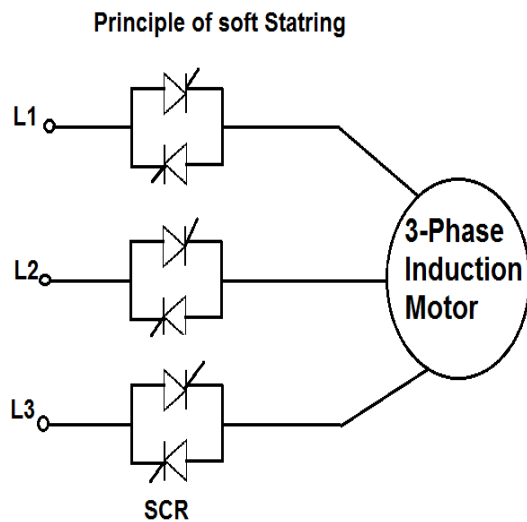 Principle of soft Statring
L1
L2
L3
3-Phase
Induction
Motor
SCR